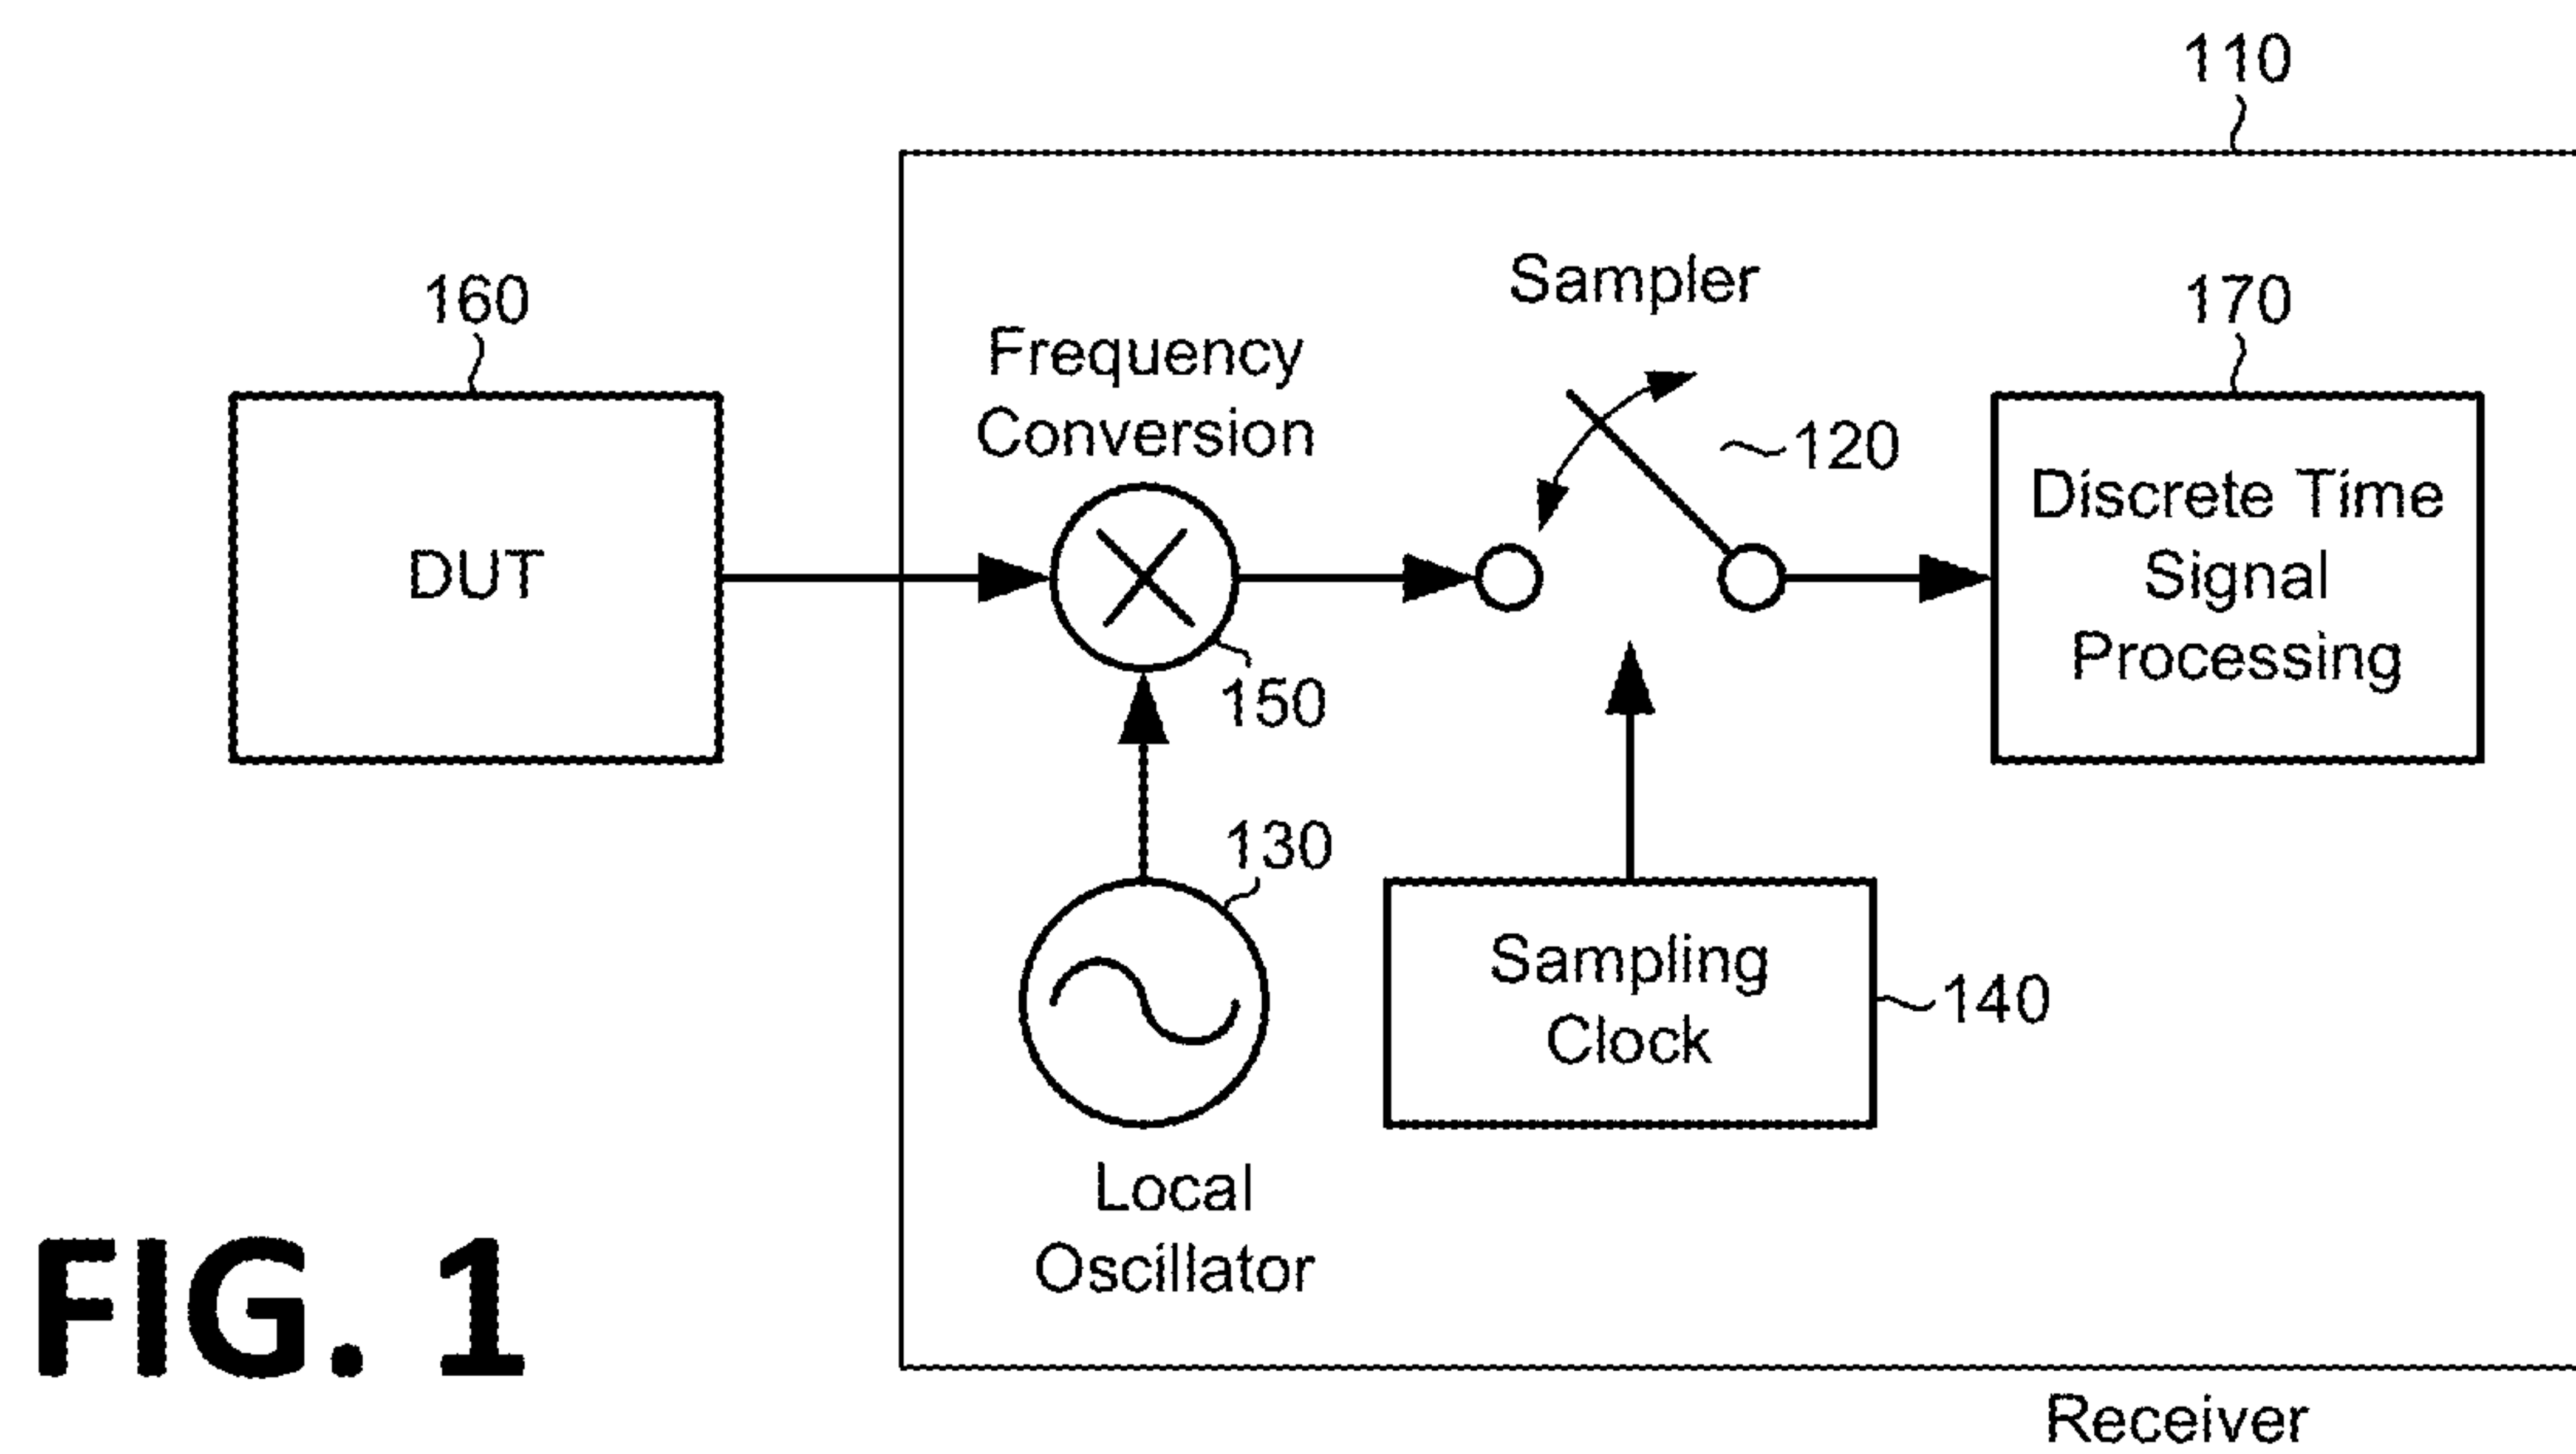 110
160
DUT
Frequency
Conversion
150
Sampler
120
170
Discrete Time
Signal
Processing
130
Local
Oscillator
Sampling
Clock
140
Receiver
FIG. 1